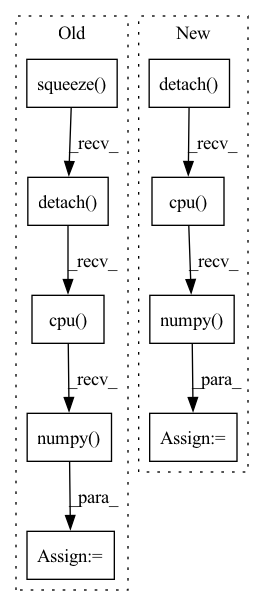 Old
New
squeeze()
detach()
_recv_
_recv_
detach()
cpu()
_recv_
_recv_
cpu()
numpy()
_recv_
_para_
numpy()
Assign:=
_para_
Assign:=